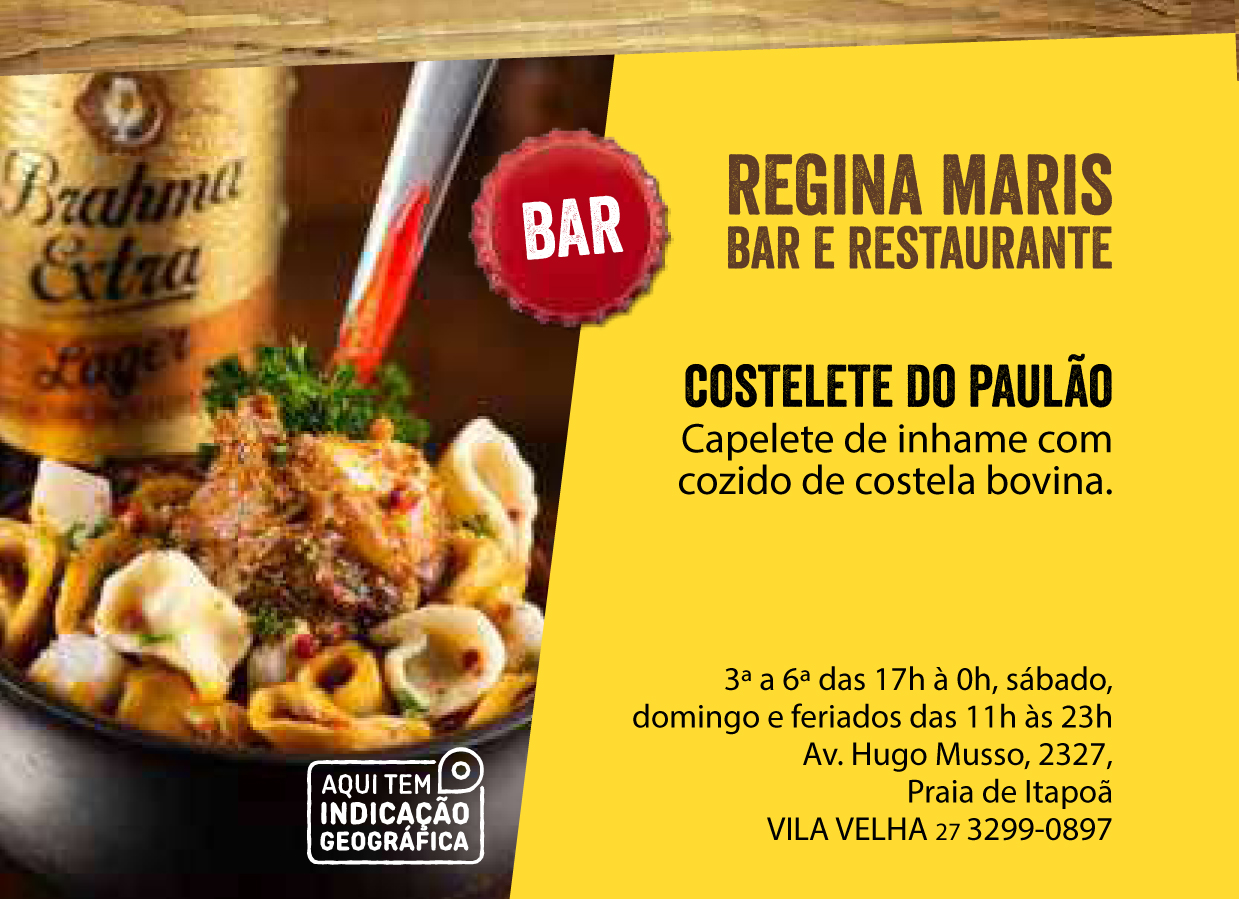 Brahma
Extra
Lager
BAR
REGINA MARIS
BAR E RESTAURANTE
COSTELETE DO PAULÃO
Capelete de inhame com
cozido de costela bovina.
3ª a 6ª das 17h à 0h, sábado,
domingo e feriados das 11h às 23h
Av. Hugo Musso, 2327,
Praia de Itapoã
VILA VELHA 27 3299-0897
AQUI TEM
INDICAÇÃO
GEOGRÁFICA